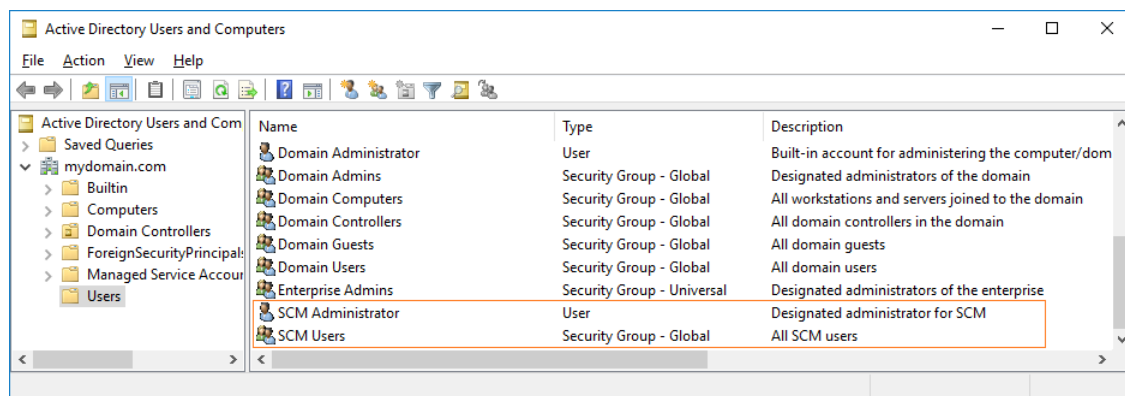 Active Directory Users and Computers
File Action View Help
Active Directory Users and Com
Saved Queries
mydomain.com
Builtin
Computers
Domain Controllers
ForeignSecurityPrincipals
Managed Service Accour
Users
Name Type Description
Domain Administrator User Built-in account for administering the computer/dom
Domain Admins Security Group - Global Designated administrators of the domain
Domain Computers Security Group - Global All workstations and servers joined to the domain
Domain Controllers Security Group - Global All domain controllers in the domain
Domain Guests Security Group - Global All domain guests
Domain Users Security Group - Global All domain users
Enterprise Admins Security Group - Universal Designated administrators of the enterprise
SCM Administrator User Designated administrator for SCM
SCM Users Security Group - Global All SCM users